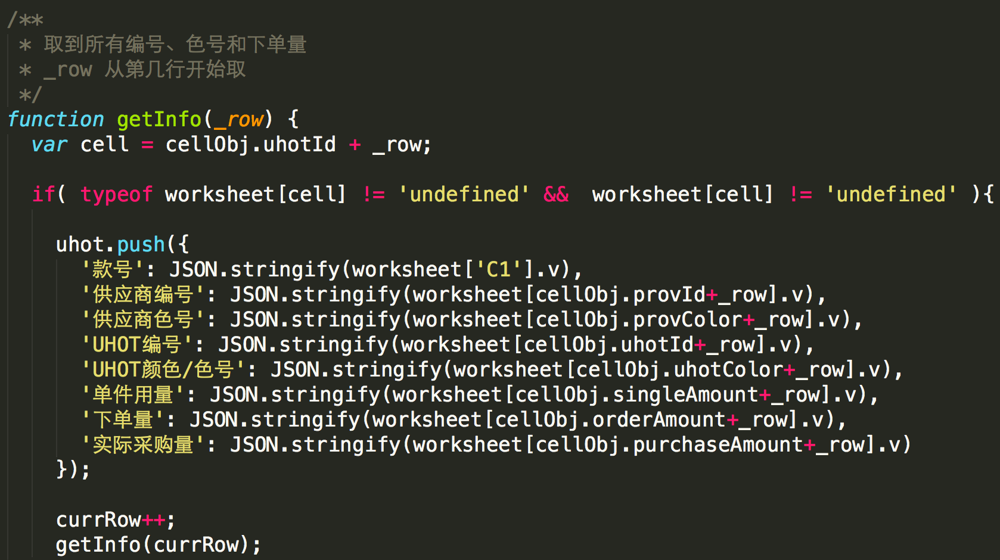 /**
 * 取到所有编号、色号和下单量
 * _row 从第几行开始取
 */
function getInfo(_row) {
  var cell = cellObj.uhotId + _row;
  if( typeof worksheet[cell] != 'undefined' &&  worksheet[cell] != 'undefined' ){
    uhot.push({
      '款号': JSON.stringify(worksheet['C1'].v),
      '供应商编号': JSON.stringify(worksheet[cellObj.provId+_row].v),
      '供应商色号': JSON.stringify(worksheet[cellObj.provColor+_row].v),
      'UHOT编号': JSON.stringify(worksheet[cellObj.uhotId+_row].v),
      'UHOT颜色/色号': JSON.stringify(worksheet[cellObj.uhotColor+_row].v),
      '单件用量': JSON.stringify(worksheet[cellObj.singleAmount+_row].v),
      '下单量': JSON.stringify(worksheet[cellObj.orderAmount+_row].v),
      '实际采购量': JSON.stringify(worksheet[cellObj.purchaseAmount+_row].v)
    });
    currRow++;
    getInfo(currRow);